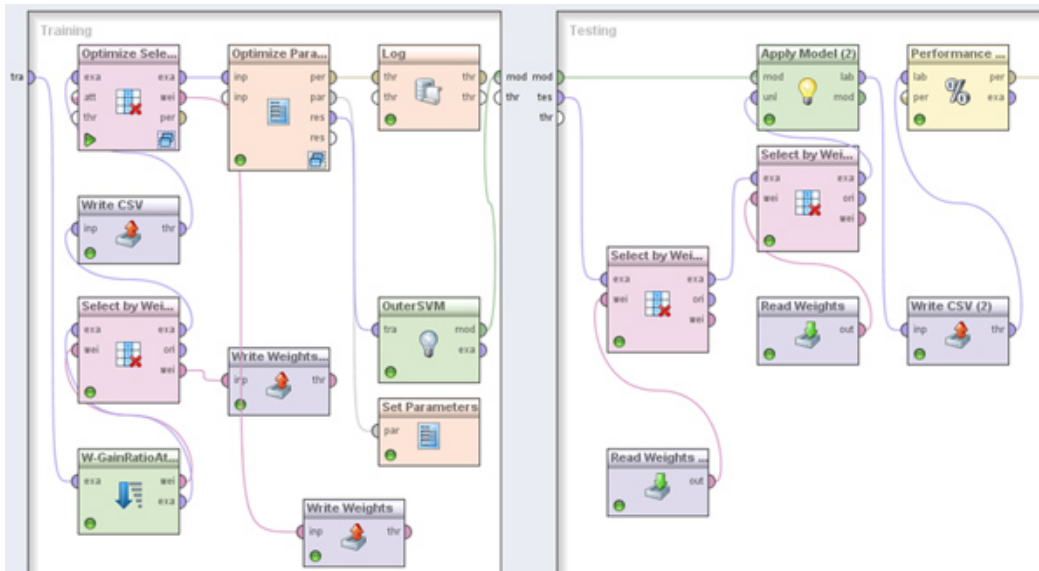 Training
Testing
Optimize Sele...
exa exa
att wei
thr per
Optimize Para...
inp per
inp par
res
res
Log
thr thr
thr thr
tra
mod mod
thr tes
thr
Apply Model (2)
mod lab
unl mod
Performance ...
lab per
per exa
Write CSV
inp thr
Select by Wei...
exa exa
wei ori
wei
Select by Wei...
exa exa
wei ori
wei
Select by Wei...
exa exa
wei ori
wei
OuterSVM
tra mod
exa
Read Weights
out
Write CSV (2)
inp thr
Write Weights...
inp thr
Set Parameters
par
W-GainRatioAt...
exa wei
exa
Read Weights ...
out
Write Weights
inp thr